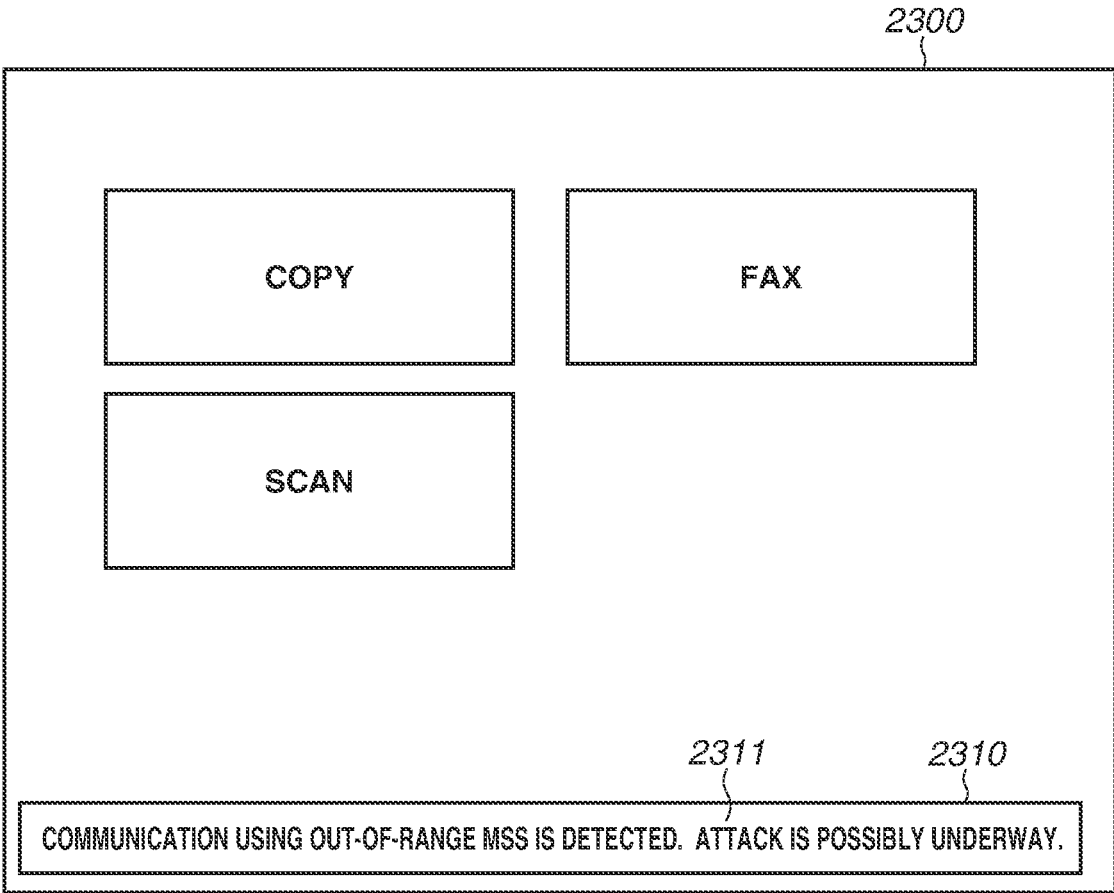 2300
COPY
FAX
SCAN
2311
2310
COMMUNICATION USING OUT-OF-RANGE MSS IS DETECTED. ATTACK IS POSSIBLY UNDERWAY.